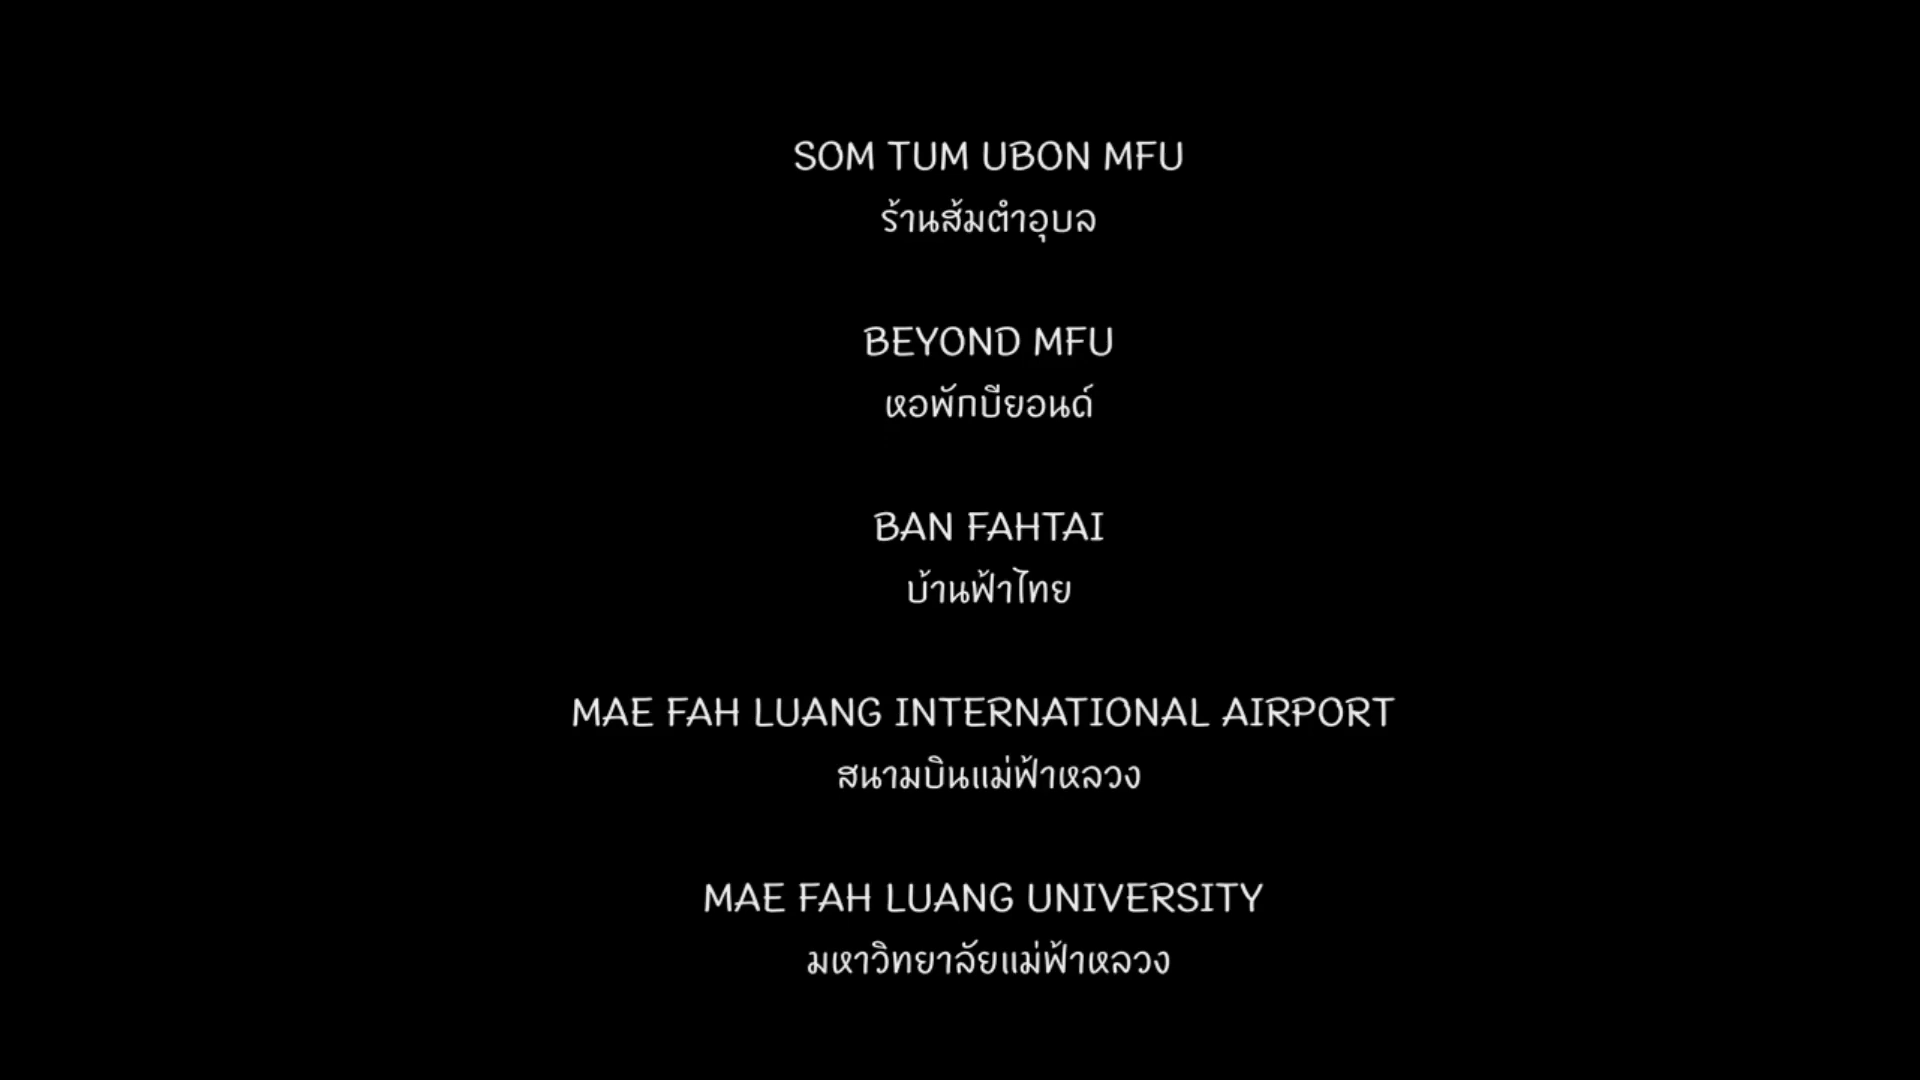 SOM TUM UBON MFU
ร้านส้มตำอุบล
BEYOND MFU
หอพักบียอนด์
BAN FAHTAI
บ้านฟ้าไทย
MAE FAH LUANG INTERNATIONAL AIRPORT
สนามบินแม่ฟ้าหลวง
MAE FAH LUANG UNIVERSITY
มหาวิทยาลัยแม่ฟ้าหลวง